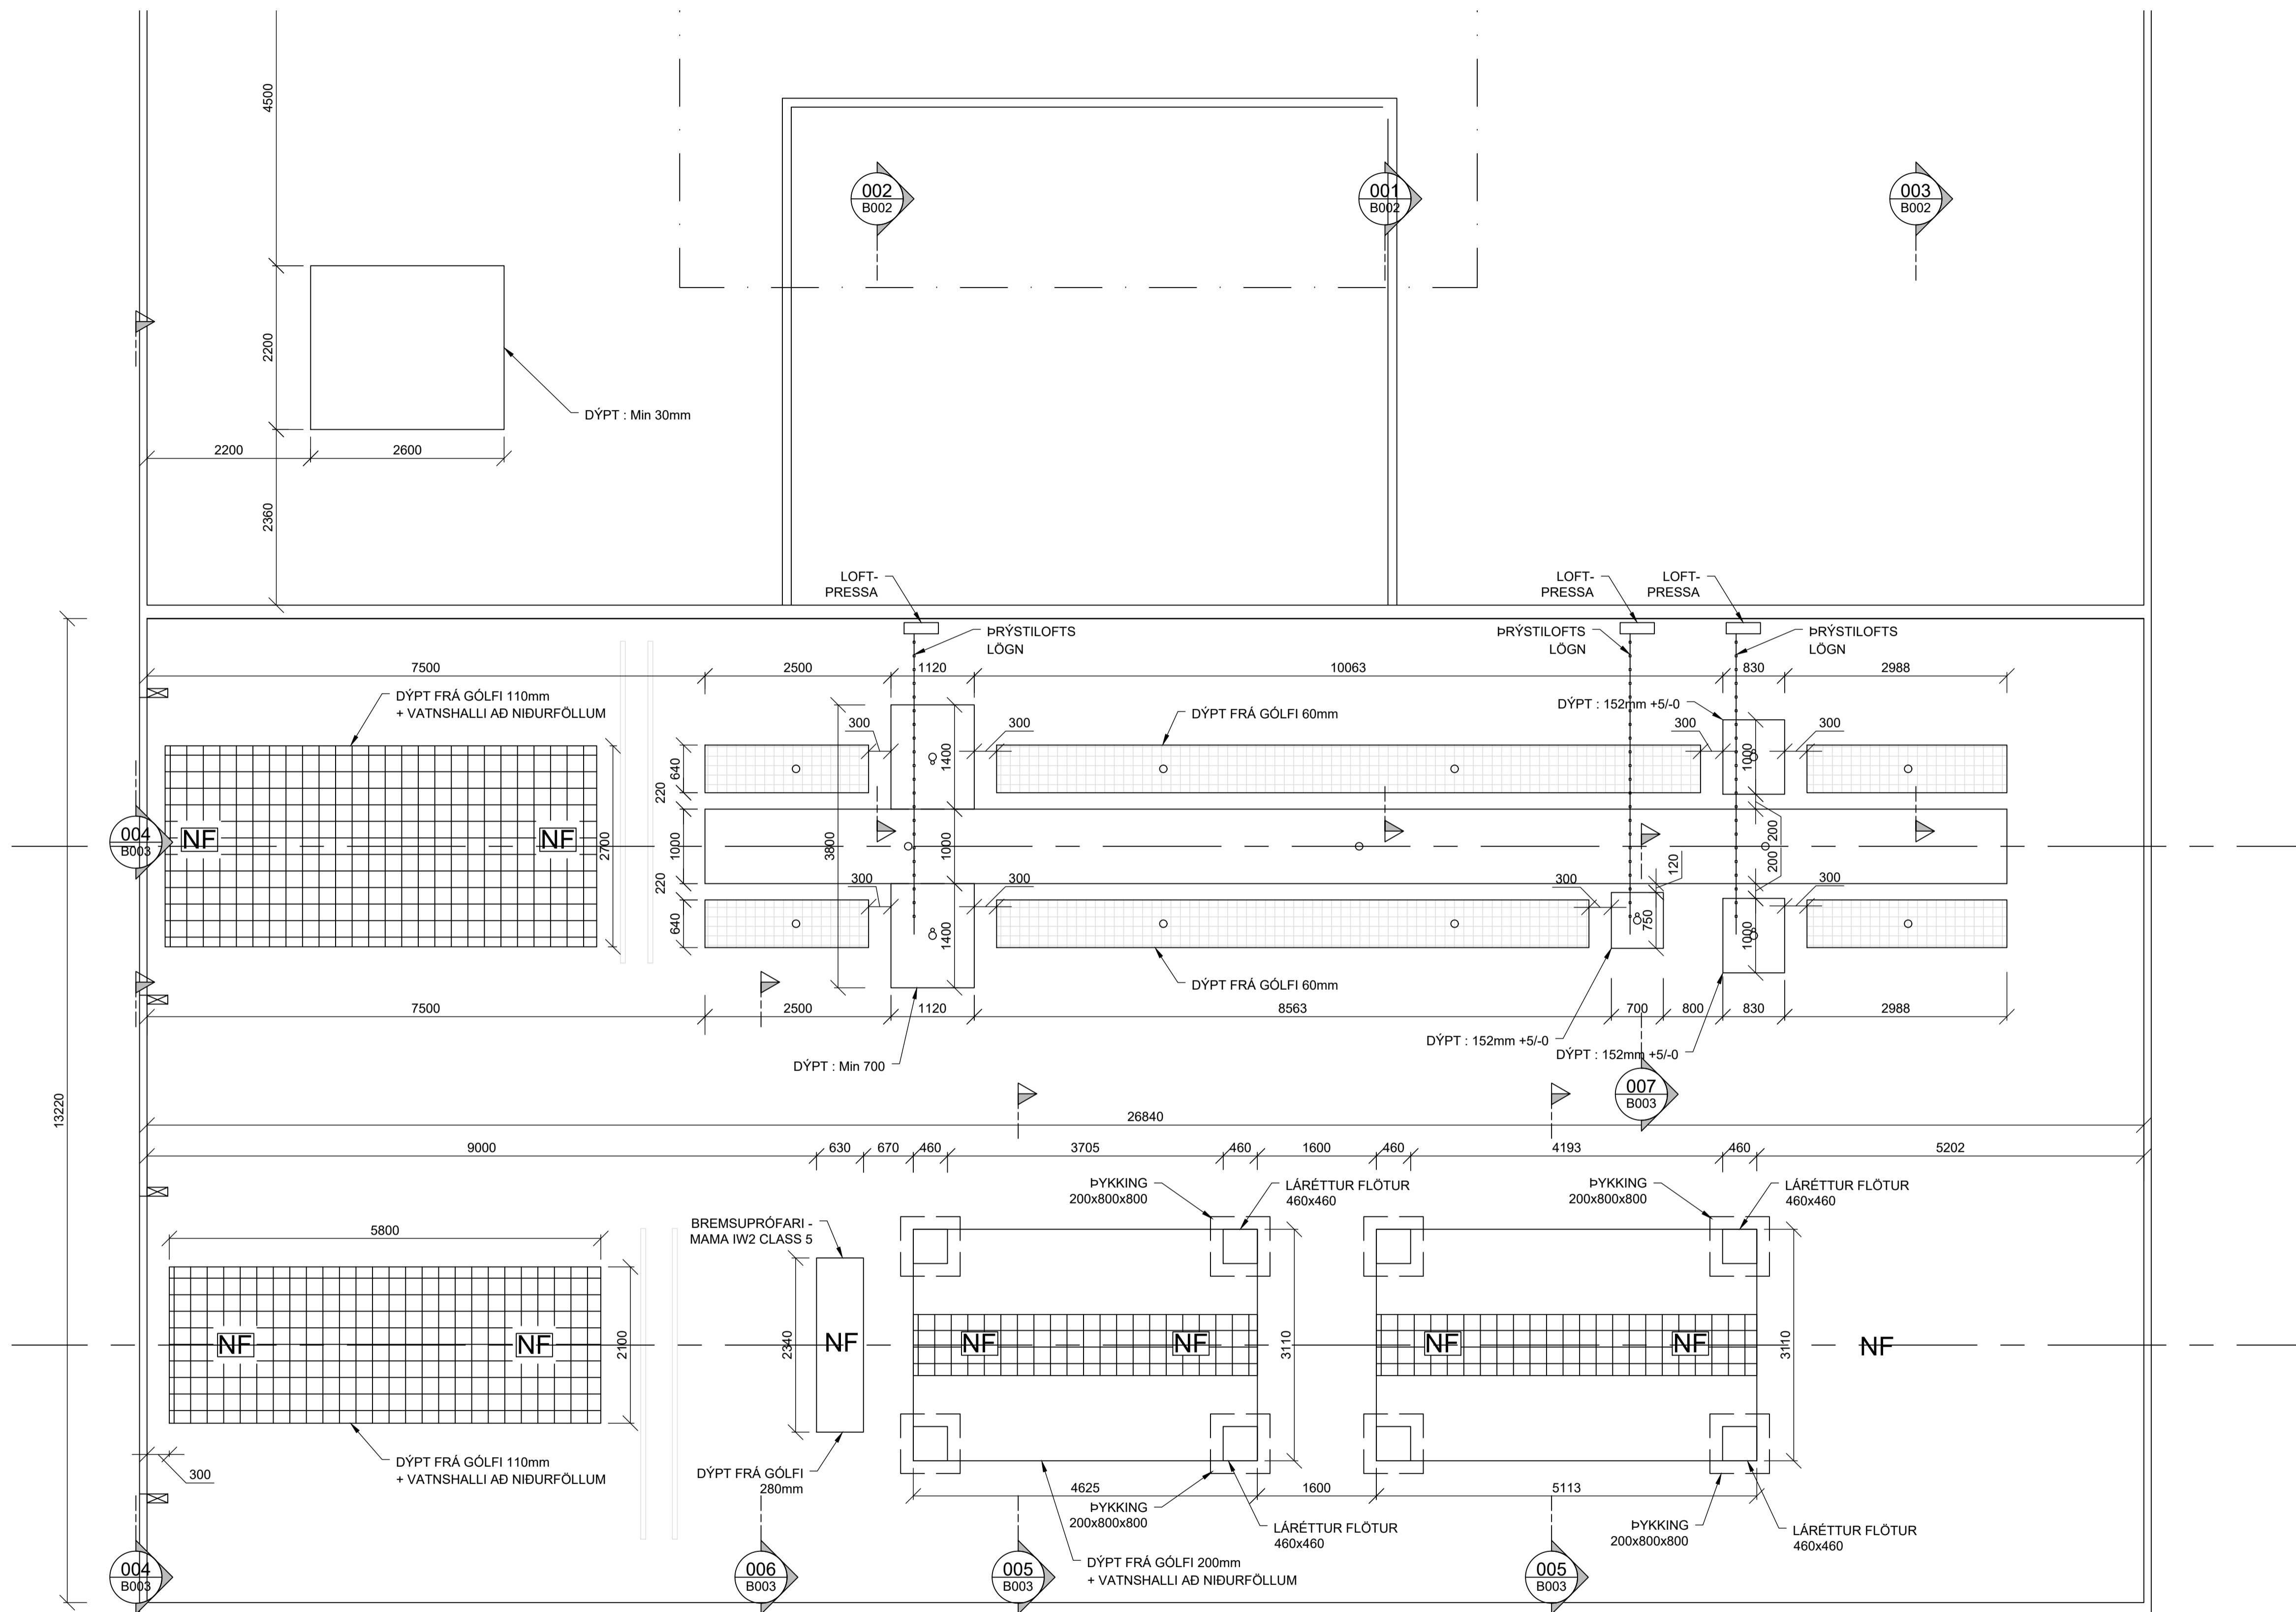 4500
002
B002
001
B002
003
B002
2200
DÝPT : Min 30mm
2200
2600
2360
LOFT-
PRESSA
LOFT-
PRESSA
LOFT-
PRESSA
ÞRÝSTILOFTS
LÖGN
ÞRÝSTILOFTS
LÖGN
ÞRÝSTILOFTS
LÖGN
7500
2500
1120
10063
830
2988
DÝPT FRÁ GÓLFI 110mm
+ VATNSHALLI AÐ NIÐURFÖLLUM
DÝPT : 152mm +5/-0
DÝPT FRÁ GÓLFI 60mm
300
300
300
300
640
220
1400
1000
004
B003
NF
NF
2700
1000
3800
1000
200
200
120
220
300
300
300
300
640
1400
750
1000
DÝPT FRÁ GÓLFI 60mm
7500
2500
1120
8563
700
800
830
2988
DÝPT : Min 700
DÝPT : 152mm +5/-0
DÝPT : 152mm +5/-0
007
B003
13220
26840
9000
630
670
460
3705
460
1600
460
4193
460
5202
ÞYKKING
200x800x800
LÁRÉTTUR FLÖTUR
460x460
ÞYKKING
200x800x800
LÁRÉTTUR FLÖTUR
460x460
BREMSUPRÓFARI -
MAMA IW2 CLASS 5
5800
NF
NF
2100
2340
NF
NF
NF
3110
NF
NF
3110
NF
DÝPT FRÁ GÓLFI 110mm
+ VATNSHALLI AÐ NIÐURFÖLLUM
300
DÝPT FRÁ GÓLFI
280mm
4625
1600
5113
ÞYKKING
200x800x800
LÁRÉTTUR FLÖTUR
460x460
ÞYKKING
200x800x800
LÁRÉTTUR FLÖTUR
460x460
DÝPT FRÁ GÓLFI 200mm
+ VATNSHALLI AÐ NIÐURFÖLLUM
004
B003
006
B003
005
B003
005
B003